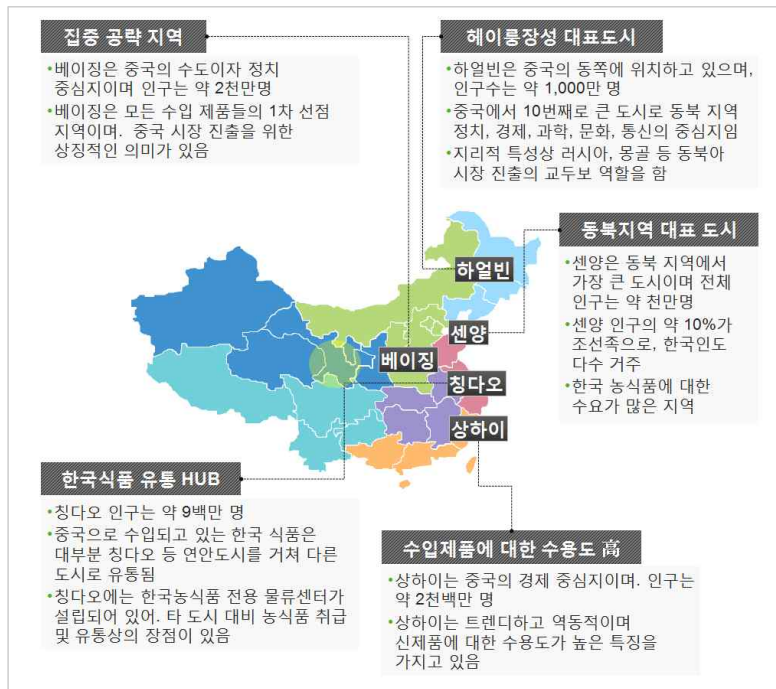 집중 공략 지역
•베이징은 중국의 수도이자 정치
중심지이며 인구는 약 2천만명
•베이징은 모든 수입 제품들의 1차 선점
지역이며. 중국 시장 진출을 위한
상징적인 의미가 있음
헤이룽장성 대표도시
•하얼빈은 중국의 동쪽에 위치하고 있으며,
인구수는 약 1,000만 명
•중국에서 10번째로 큰 도시로 동북 지역
정치, 경제, 과학, 문화, 통신의 중심지임
•지리적 특성상 러시아, 몽골 등 동북아
시장 진출의 교두보 역할을 함
동북지역 대표 도시
•센양은 동북 지역에서
가장 큰 도시이며 전체
인구는 약 천만명
•센양 인구의 약 10%가
조선족으로, 한국인도
다수 거주
•한국 농식품에 대한
수요가 많은 지역
하얼빈
센양
베이징
칭다오
상하이
한국식품 유통 HUB
•칭다오 인구는 약 9백만 명
•중국으로 수입되고 있는 한국 식품은
대부분 칭다오 등 연안도시를 거쳐 다른
도시로 유통됨
•칭다오에는 한국농식품 전용 물류센터가
설립되어 있어. 타 도시 대비 농식품 취급
및 유통상의 장점이 있음
수입제품에 대한 수용도 高
•상하이는 중국의 경제 중심지이며. 인구는
약 2천백만 명
•상하이는 트렌디하고 역동적이며
신제품에 대한 수용도가 높은 특징을
가지고 있음